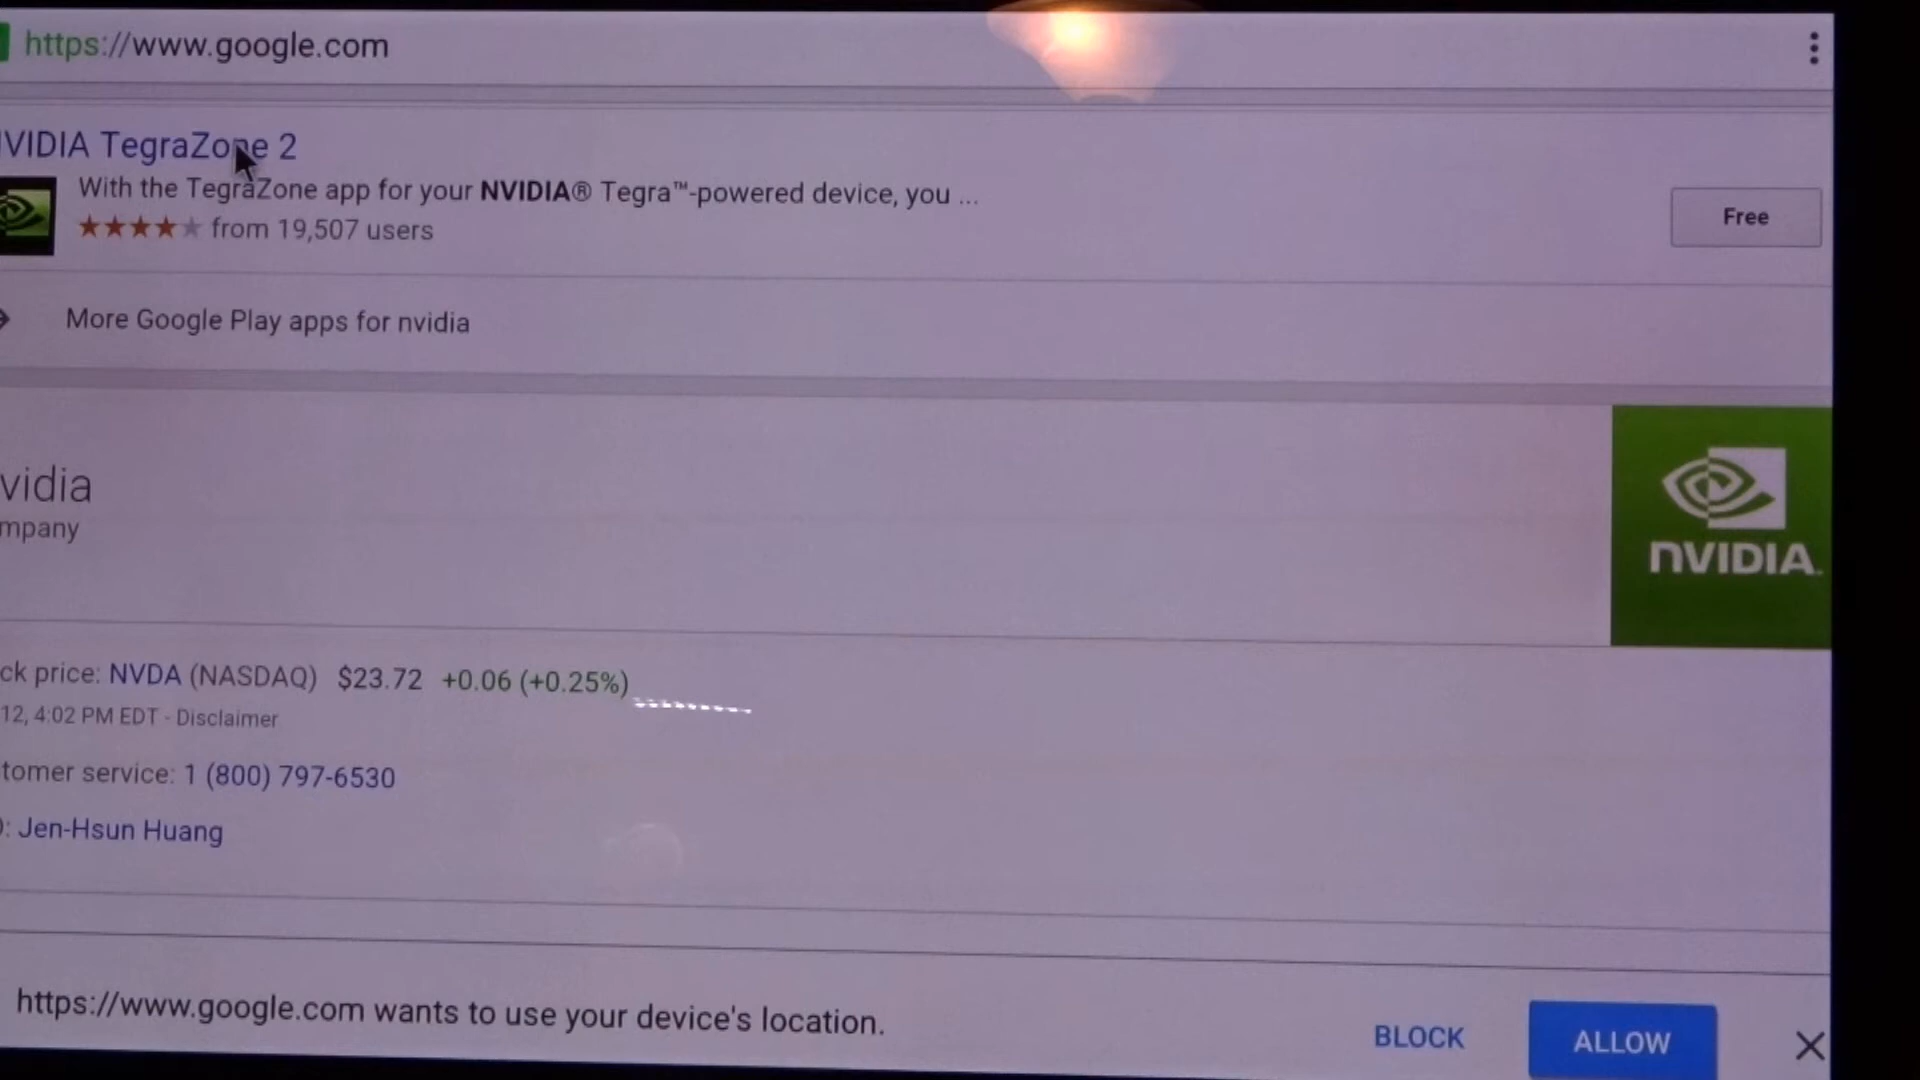 https://www.google.com
VIDIA TegraZone 2
With the TegraZone app for your NVIDIA® Tegra™-powered device, you ...
from 19,507 users
Free
More Google Play apps for nvidia
vidia
mpany
NVIDIA.
ck price: NVDA (NASDAQ) $23.72 +0.06 (+0.25%)
12, 4:02 PM EDT - Disclaimer
tomer service: 1 (800) 797-6530
: Jen-Hsun Huang
https://www.google.com wants to use your device's location.
BLOCK
ALLOW